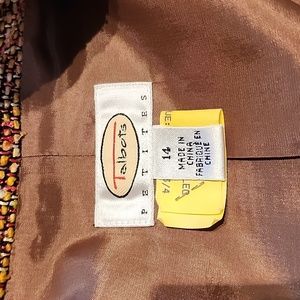 Talbots
PETITES
14
MADE IN
CHINA
FABRIQUÉ EN
CHINE